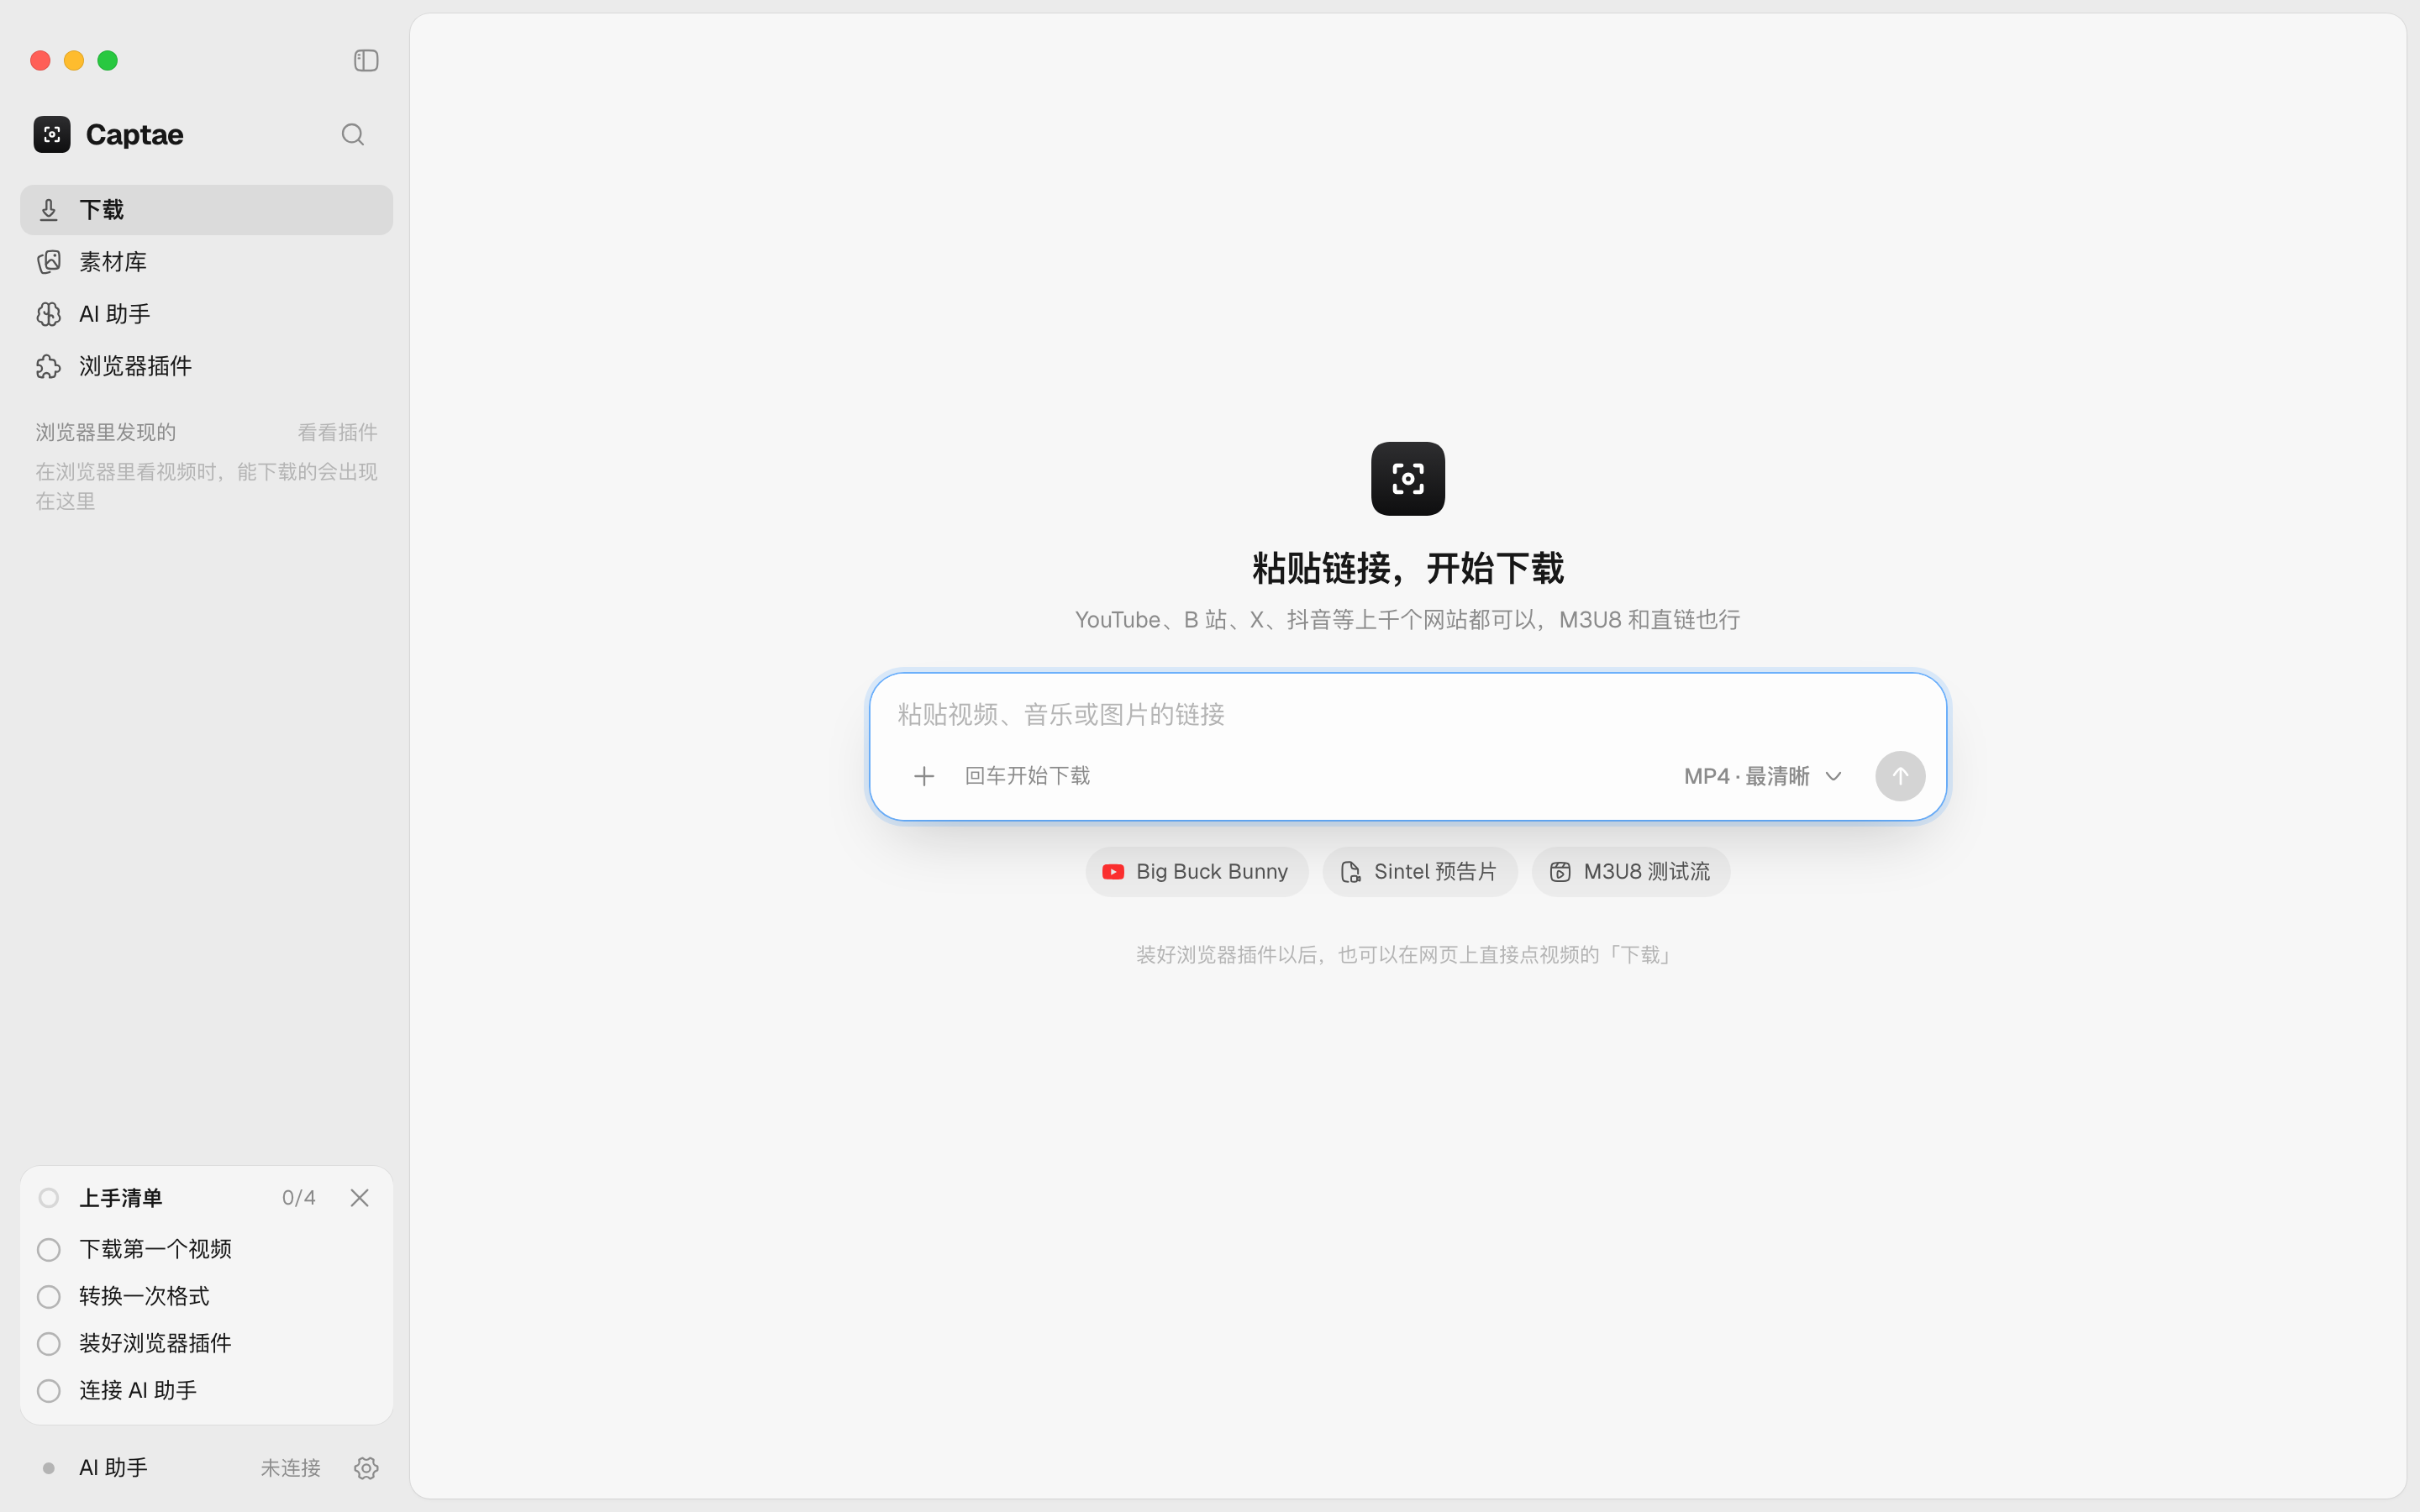 Captae
下载
素材库
AI 助手
浏览器插件
浏览器里发现的 看看插件
在浏览器里看视频时，能下载的会出现
在这里
上手清单 0/4
下载第一个视频
转换一次格式
装好浏览器插件
连接 AI 助手
AI 助手 未连接
粘贴链接，开始下载
YouTube、B 站、X、抖音等上千个网站都可以，M3U8 和直链也行
粘贴视频、音乐或图片的链接
回车开始下载 MP4 · 最清晰
Big Buck Bunny Sintel 预告片 M3U8 测试流
装好浏览器插件以后，也可以在网页上直接点视频的「下载」